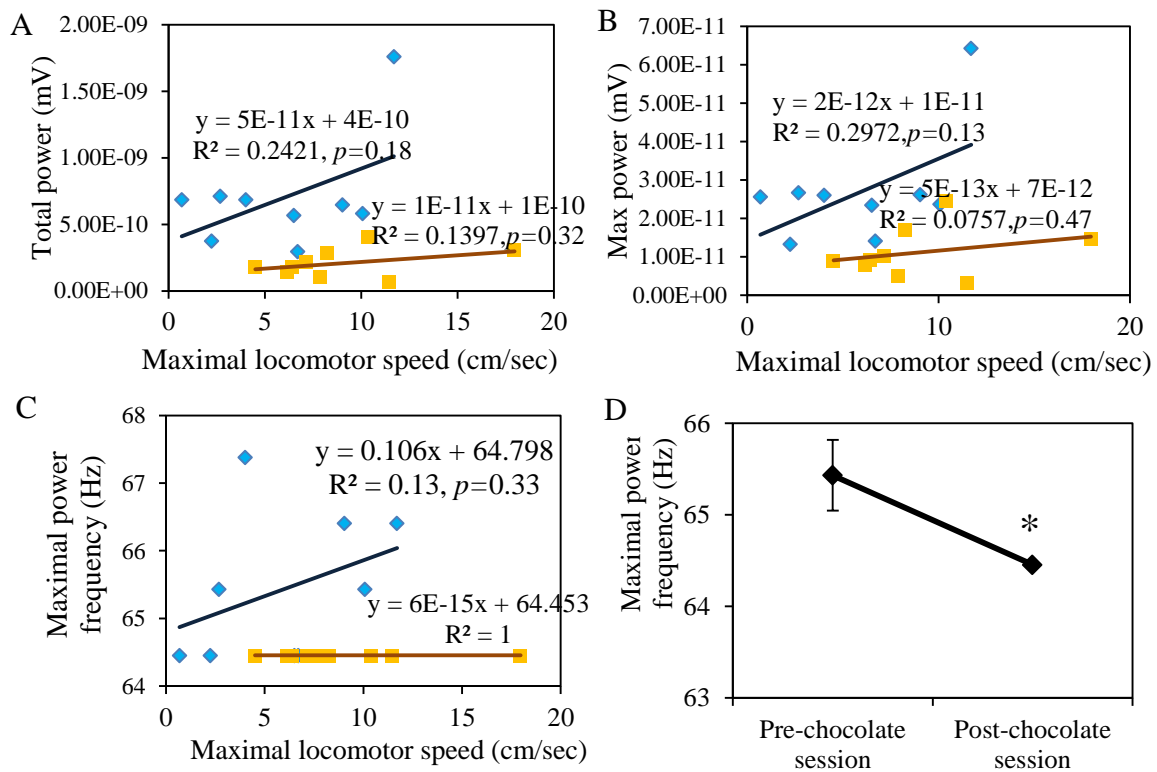 A
2.00E-09
1.50E-09
1.00E-09
5.00E-10
0.00E+00
Total power (mV)
y = 5E-11x + 4E-10
R² = 0.2421, p=0.18
y = 1E-11x + 1E-10
R² = 0.1397, p=0.32
0 5 10 15 20
Maximal locomotor speed (cm/sec)
B
7.00E-11
6.00E-11
5.00E-11
4.00E-11
3.00E-11
2.00E-11
1.00E-11
0.00E+00
Max power (mV)
y = 2E-12x + 1E-11
R² = 0.2972,p=0.13
y = 5E-13x + 7E-12
R² = 0.0757,p=0.47
0 10 20
Maximal locomotor speed (cm/sec)
C
68
67
66
65
64
Maximal power
frequency (Hz)
y = 0.106x + 64.798
R² = 0.13, p=0.33
y = 6E-15x + 64.453
R² = 1
0 5 10 15 20
Maximal locomotor speed (cm/sec)
D
66
65
64
63
Maximal power
frequency (Hz)
*
Pre-chocolate
session
Post-chocolate
session